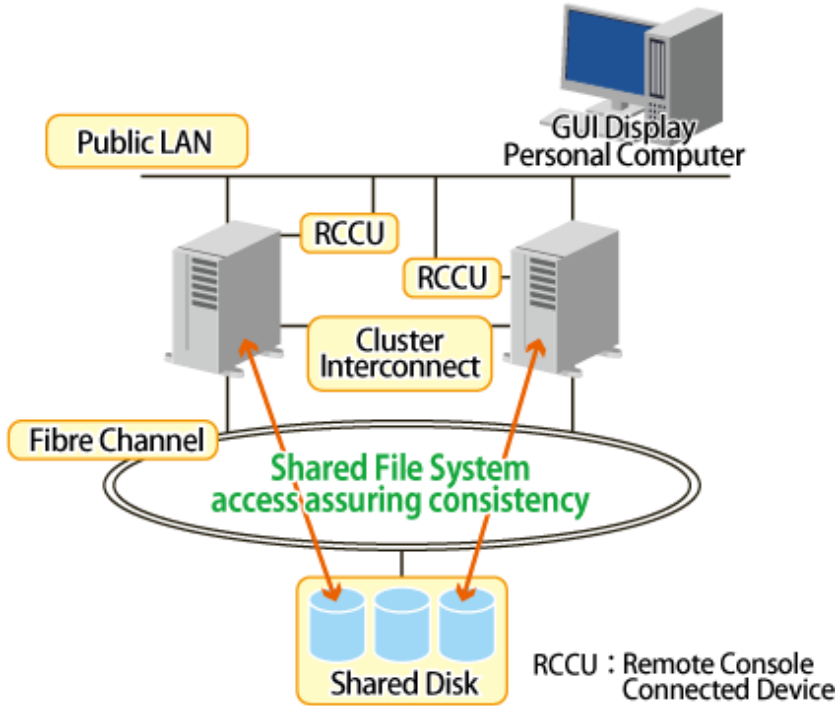 GUI Display
Personal Computer
Public LAN
RCCU
RCCU
Cluster
Interconnect
Fibre Channel
Shared File System
access assuring consistency
Shared Disk
RCCU : Remote Console
Connected Device